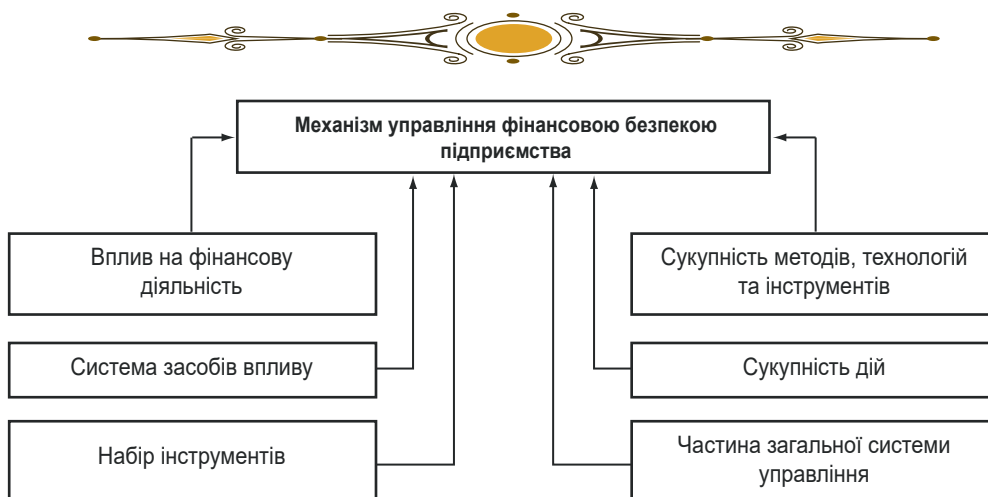 Механізм управління фінансовою безпекою
підприємства
Вплив на фінансову
діяльність
Сукупність методів, технологій
та інструментів
Система засобів впливу
Сукупність дій
Набір інструментів
Частина загальної системи
управління